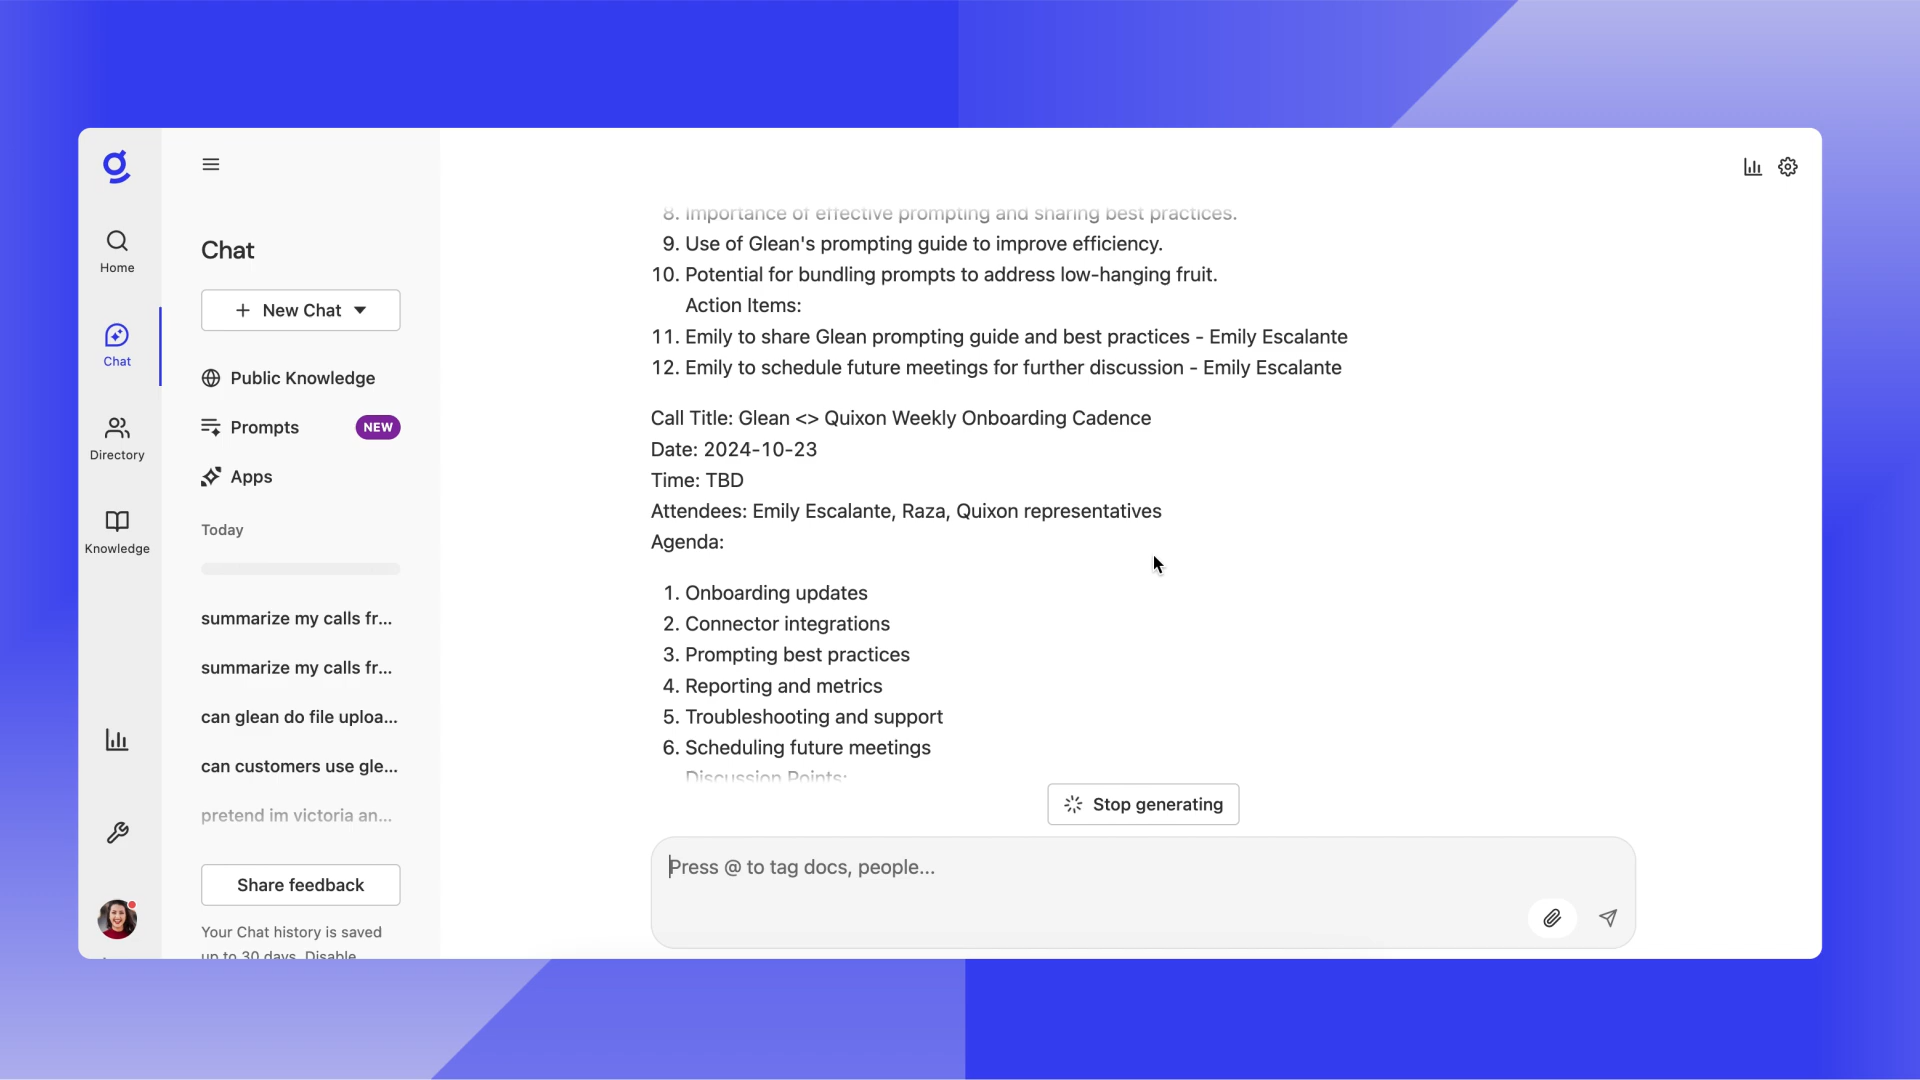 Home
Chat
Directory
Knowledge
Chat
+ New Chat
Public Knowledge
Prompts NEW
Apps
Today
summarize my calls fr...
summarize my calls fr...
can glean do file uploa...
can customers use gle...
pretend im victoria an...
Share feedback
Your Chat history is saved
up to 30 days. Disable
8. Importance of effective prompting and sharing best practices.
9. Use of Glean's prompting guide to improve efficiency.
10. Potential for bundling prompts to address low-hanging fruit.
Action Items:
11. Emily to share Glean prompting guide and best practices - Emily Escalante
12. Emily to schedule future meetings for further discussion - Emily Escalante
Call Title: Glean <> Quixon Weekly Onboarding Cadence
Date: 2024-10-23
Time: TBD
Attendees: Emily Escalante, Raza, Quixon representatives
Agenda:
1. Onboarding updates
2. Connector integrations
3. Prompting best practices
4. Reporting and metrics
5. Troubleshooting and support
6. Scheduling future meetings
Discussion Points:
Stop generating
Press @ to tag docs, people...